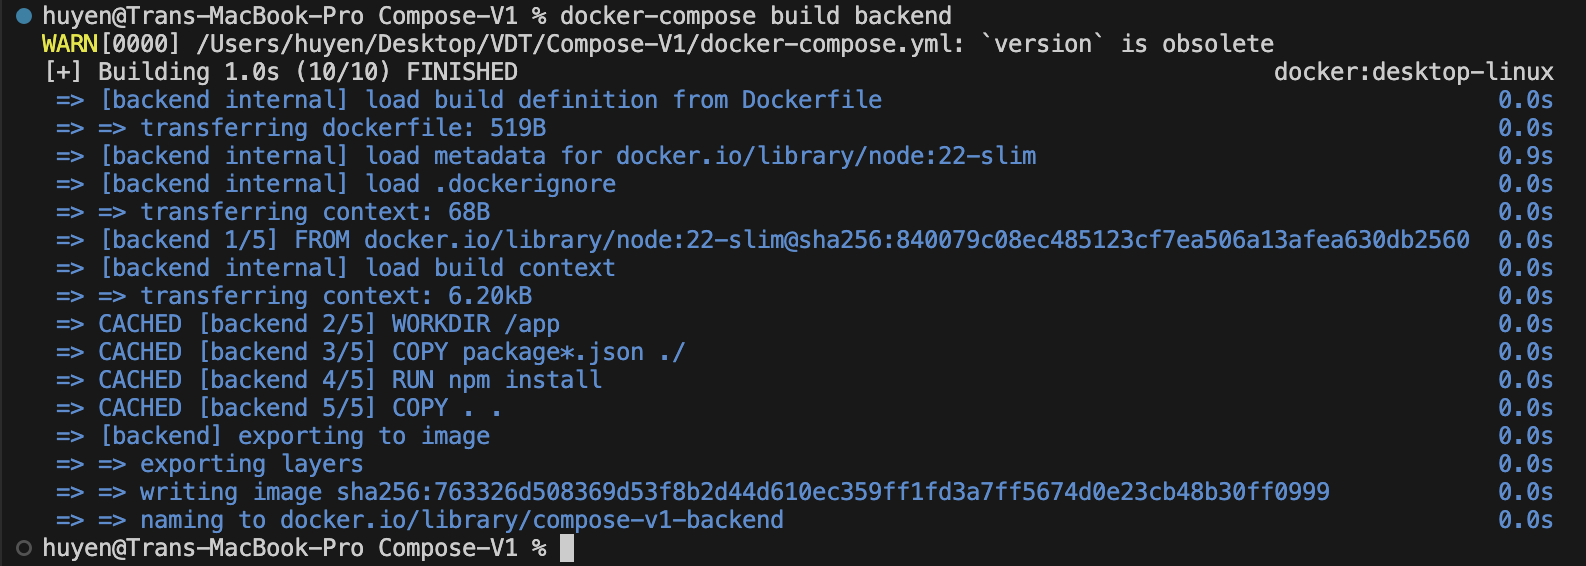 huyen@Trans-MacBook-Pro Compose-V1 % docker-compose build backend
WARN[0000] /Users/huyen/Desktop/VDT/Compose-V1/docker-compose.yml: `version` is obsolete
[+] Building 1.0s (10/10) FINISHED docker:desktop-linux
=> [backend internal] load build definition from Dockerfile 0.0s
=> => transferring dockerfile: 519B 0.0s
=> [backend internal] load metadata for docker.io/library/node:22-slim 0.9s
=> [backend internal] load .dockerignore 0.0s
=> => transferring context: 68B 0.0s
=> [backend 1/5] FROM docker.io/library/node:22-slim@sha256:840079c08ec485123cf7ea506a13afea630db2560 0.0s
=> [backend internal] load build context 0.0s
=> => transferring context: 6.20kB 0.0s
=> CACHED [backend 2/5] WORKDIR /app 0.0s
=> CACHED [backend 3/5] COPY package*.json ./ 0.0s
=> CACHED [backend 4/5] RUN npm install 0.0s
=> CACHED [backend 5/5] COPY . . 0.0s
=> [backend] exporting to image 0.0s
=> => exporting layers 0.0s
=> => writing image sha256:763326d508369d53f8b2d44d610ec359ff1fd3a7ff5674d0e23cb48b30ff0999 0.0s
=> => naming to docker.io/library/compose-v1-backend 0.0s
huyen@Trans-MacBook-Pro Compose-V1 %